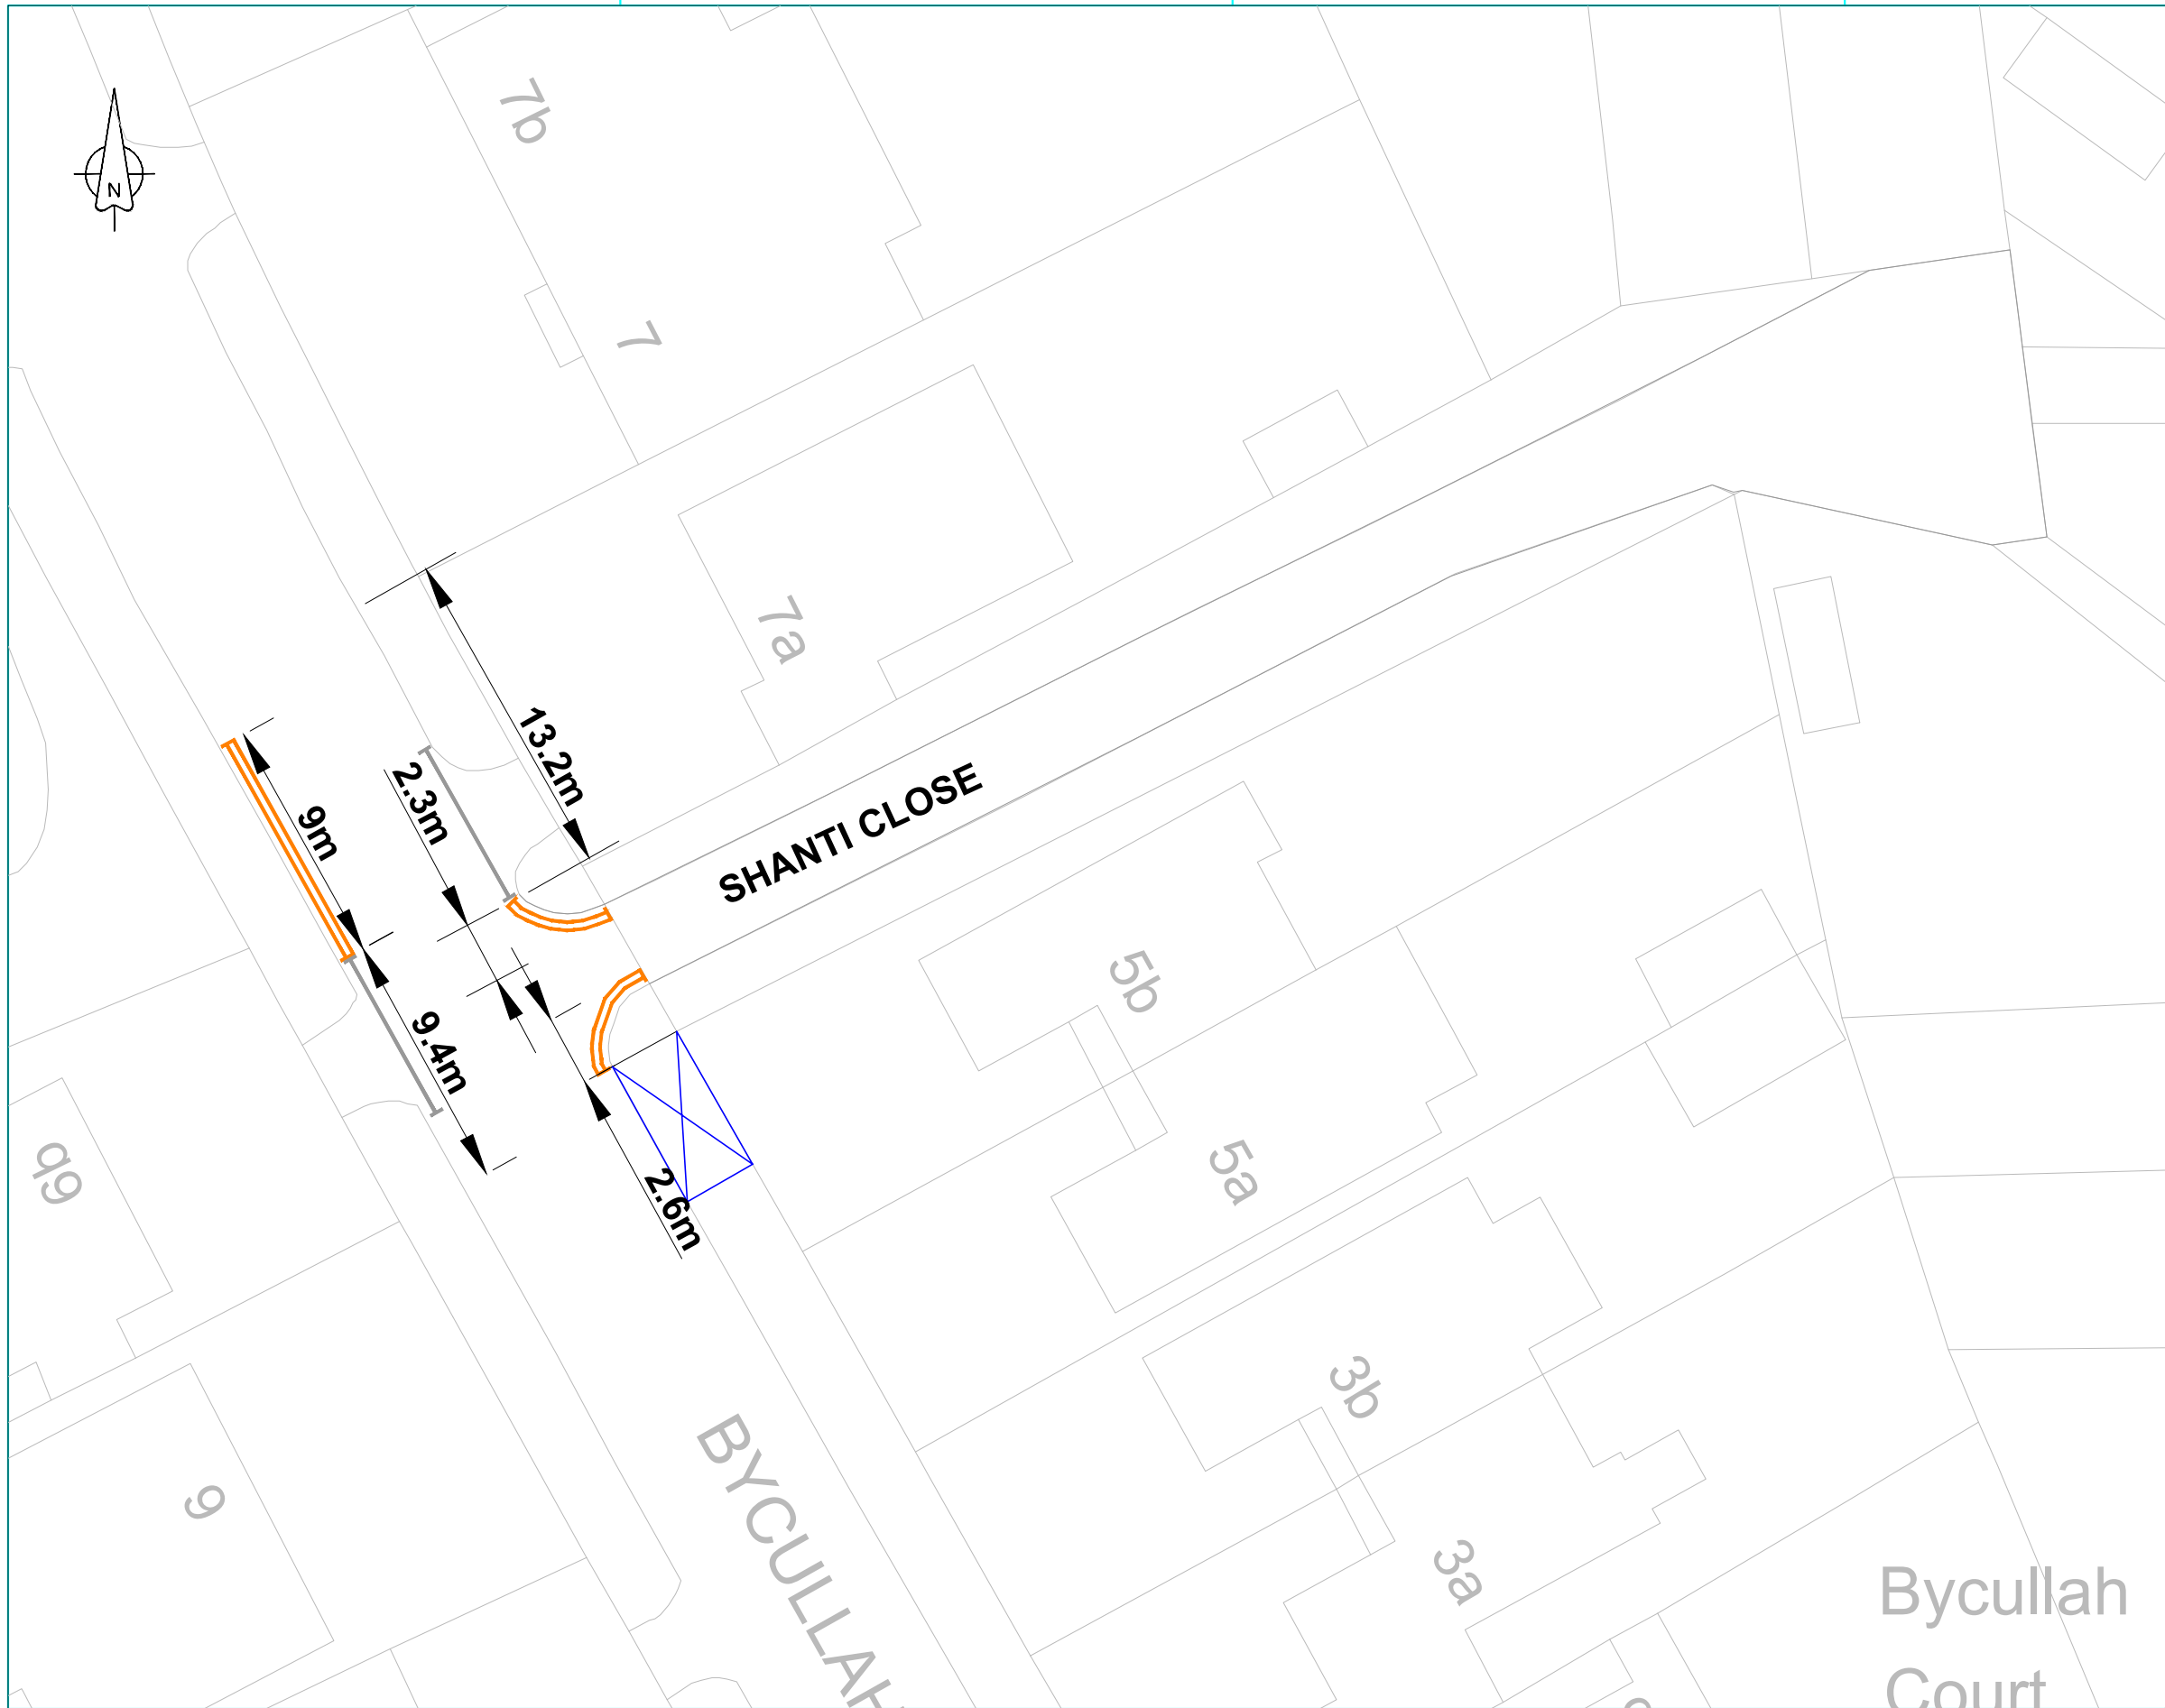 N
7b
7
7a
13.2m
2.3m
9m
SHANTI CLOSE
9.4m
2.6m
5b
5a
6b
3b
6
3a
BYCULLAH
Bycullah
Court